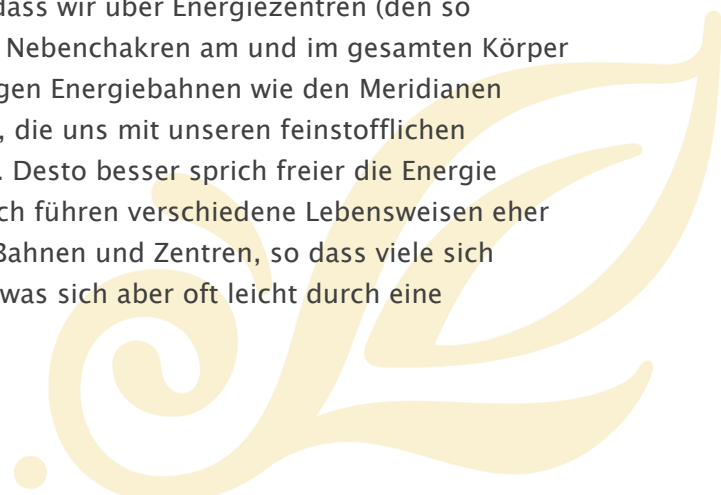 dass wir über Energiezentren (den so
Nebenchakren am und im gesamten Körper
gen Energiebahnen wie den Meridianen
, die uns mit unseren feinstofflichen
. Desto besser sprich freier die Energie
ch führen verschiedene Lebensweisen eher
Bahnen und Zentren, so dass viele sich
was sich aber oft leicht durch eine